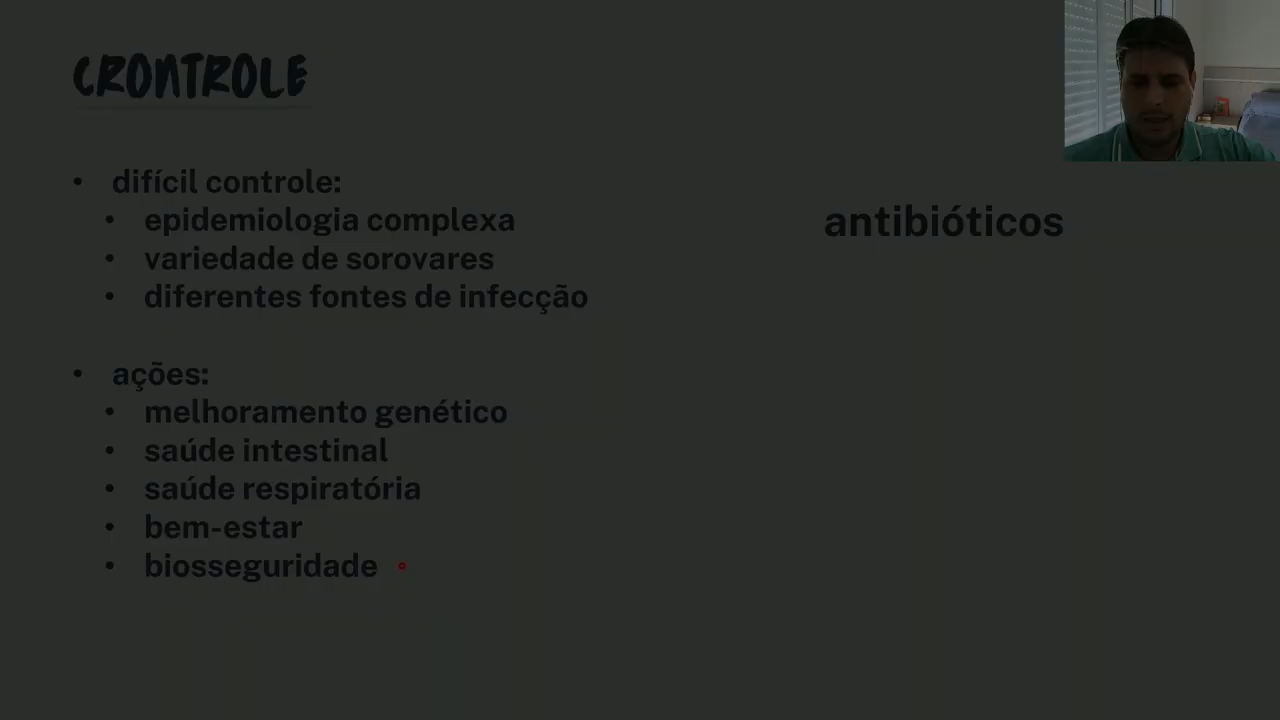 CRONTROLE
• difícil controle:
• epidemiologia complexa
• variedade de sorovares
• diferentes fontes de infecção
• ações:
• melhoramento genético
• saúde intestinal
• saúde respiratória
• bem-estar
• biosseguridade
antibióticos